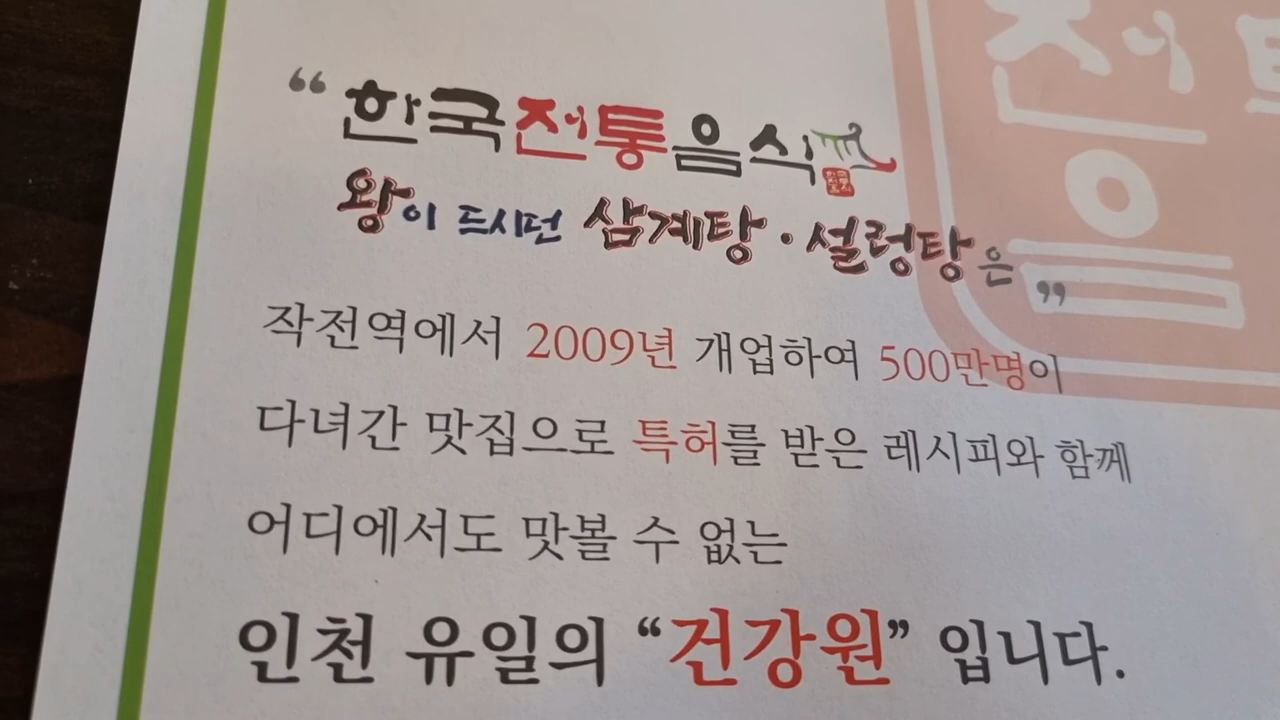 “한국전통음식
왕이 드시던 삼계탕·설렁탕은”
작전역에서 2009년 개업하여 500만명이
다녀간 맛집으로 특허를 받은 레시피와 함께
어디에서도 맛볼 수 없는
인천 유일의 “건강원” 입니다.
전
음